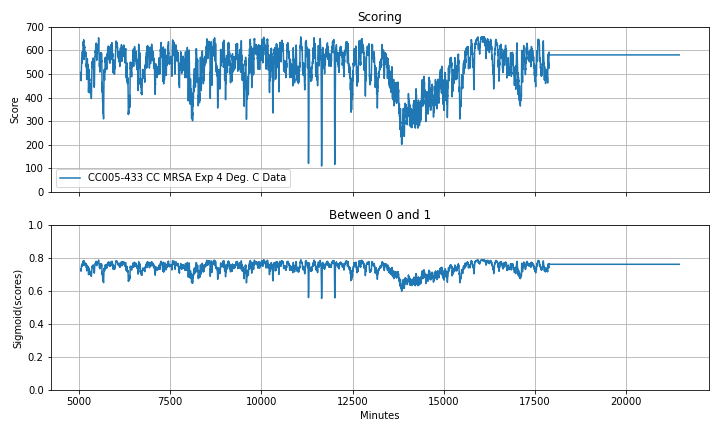 Scoring
700
600
500
400
300
200
100
0
Score
CC005-433 CC MRSA Exp 4 Deg. C Data
Between 0 and 1
1.0
0.8
0.6
0.4
0.2
0.0
Sigmoid(scores)
5000 7500 10000 12500 15000 17500 20000
Minutes